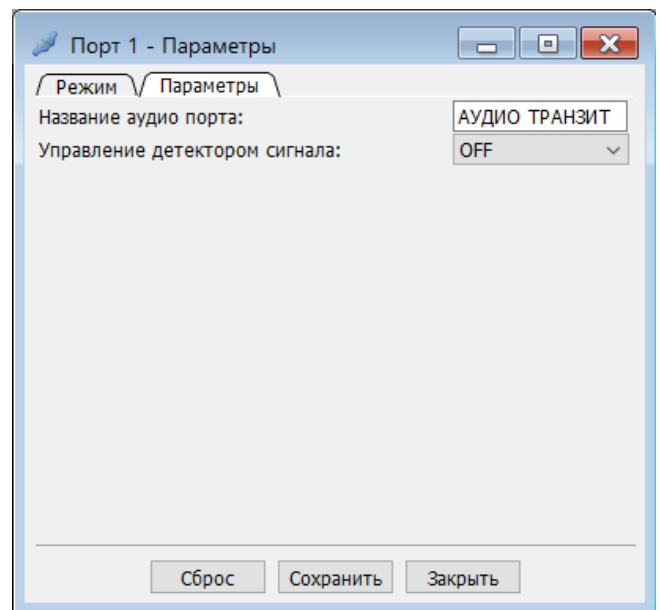 Порт 1 - Параметры
Режим Параметры
Название аудио порта: АУДИО ТРАНЗИТ
Управление детектором сигнала: OFF
Сброс Сохранить Закрыть